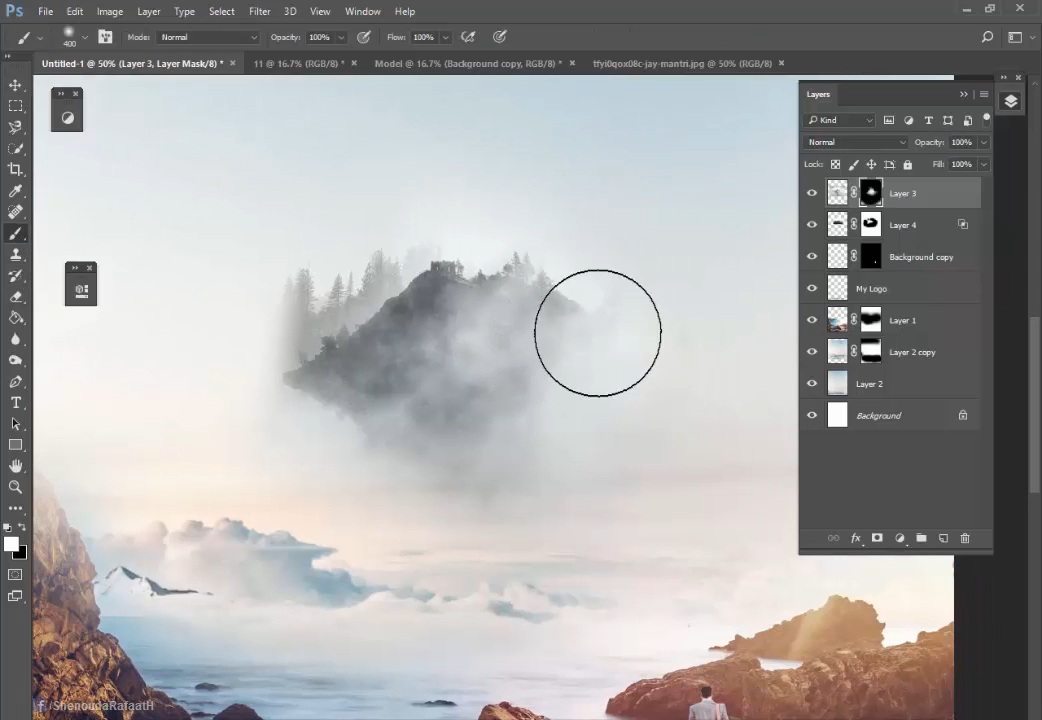 Ps File Edit Image Layer Type Select Filter 3D View Window Help
400 Mode: Normal Opacity: 100% Flow: 100%
Untitled-1 @ 50% (Layer 3, Layer Mask/8) * × 11 @ 16.7% (RGB/8) * × Model @ 16.7% (Background copy, RGB/8) * × tfyi0qox08c-jay-mantri.jpg @ 50% (RGB/8) ×
Layers
Kind
Normal Opacity: 100%
Lock: Fill: 100%
Layer 3
Layer 4
Background copy
My Logo
Layer 1
Layer 2 copy
Layer 2
Background
fx
f /ShenoudaRafaatH